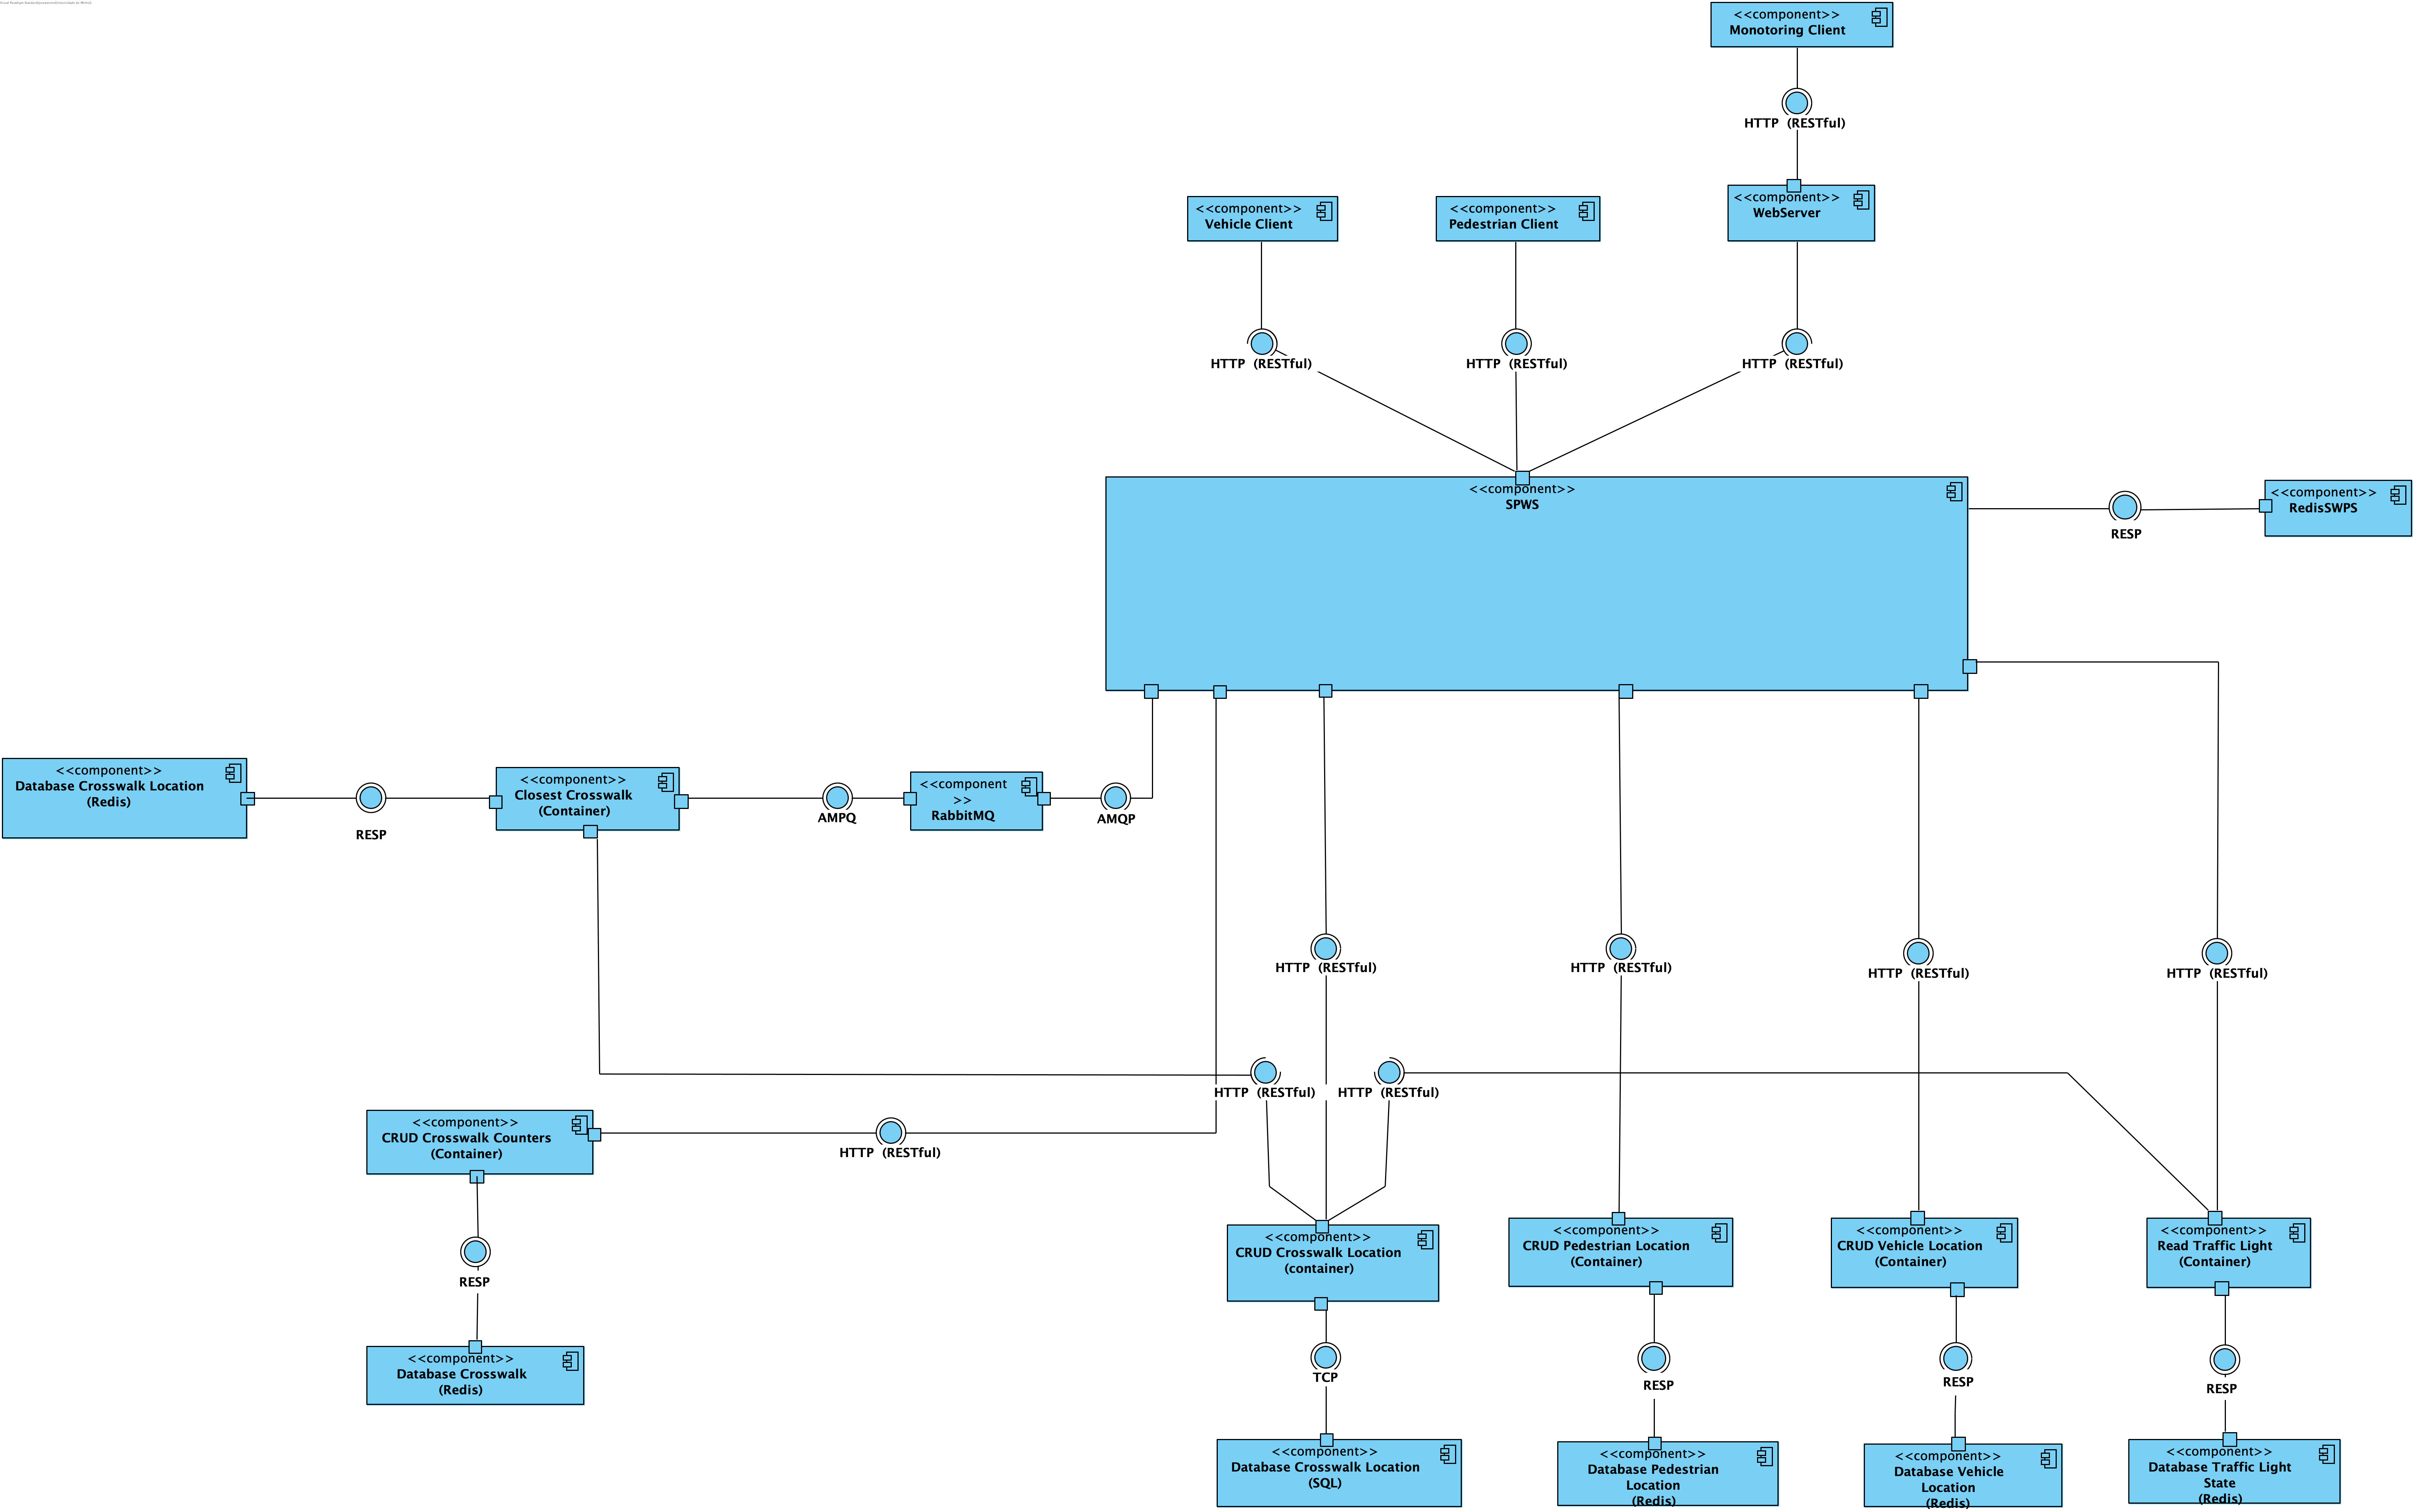 <<component>>
Monotoring Client
HTTP (RESTful)
<<component>>
Vehicle Client
<<component>>
Pedestrian Client
<<component>>
WebServer
HTTP (RESTful)
HTTP (RESTful)
HTTP (RESTful)
<<component>>
SPWS
RESP
<<component>>
RedisSWPS
<<component>>
Database Crosswalk Location
(Redis)
RESP
<<component>>
Closest Crosswalk
(Container)
AMPQ
<<component
>>
RabbitMQ
AMQP
HTTP (RESTful)
HTTP (RESTful)
HTTP (RESTful)
HTTP (RESTful)
HTTP (RESTful)
HTTP (RESTful)
<<component>>
CRUD Crosswalk Counters
(Container)
HTTP (RESTful)
RESP
<<component>>
CRUD Crosswalk Location
(container)
<<component>>
CRUD Pedestrian Location
(Container)
<<component>>
CRUD Vehicle Location
(Container)
<<component>>
Read Traffic Light
(Container)
<<component>>
Database Crosswalk
(Redis)
TCP
RESP
RESP
RESP
<<component>>
Database Crosswalk Location
(SQL)
<<component>>
Database Pedestrian
Location
(Redis)
<<component>>
Database Vehicle
Location
(Redis)
<<component>>
Database Traffic Light
State
(Redis)